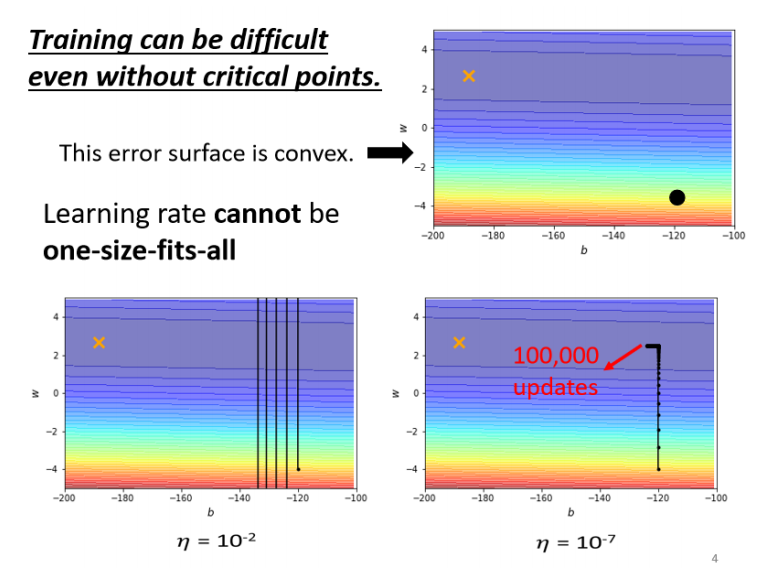 Training can be difficult
even without critical points.
This error surface is convex.
Learning rate cannot be
one-size-fits-all
4
2
0
−2
−4
w
−200 −180 −160 −140 −120 −100
b
4
2
0
−2
−4
w
−200 −180 −160 −140 −120 −100
b
η = 10-2
100,000
updates
4
2
0
−2
−4
w
−200 −180 −160 −140 −120 −100
b
η = 10-7
4